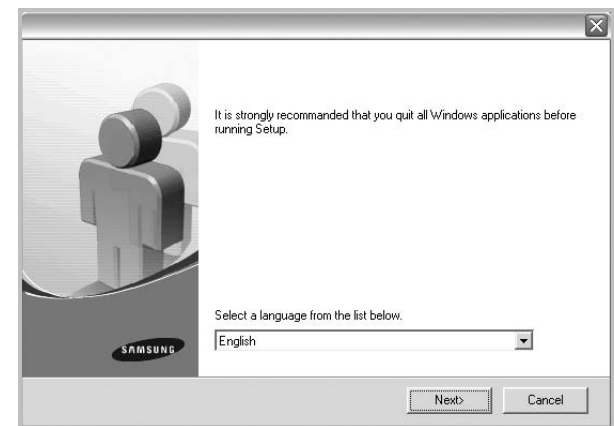 It is strongly recommanded that you quit all Windows applications before
running Setup.
Select a language from the list below.
English
SAMSUNG
Next>
Cancel